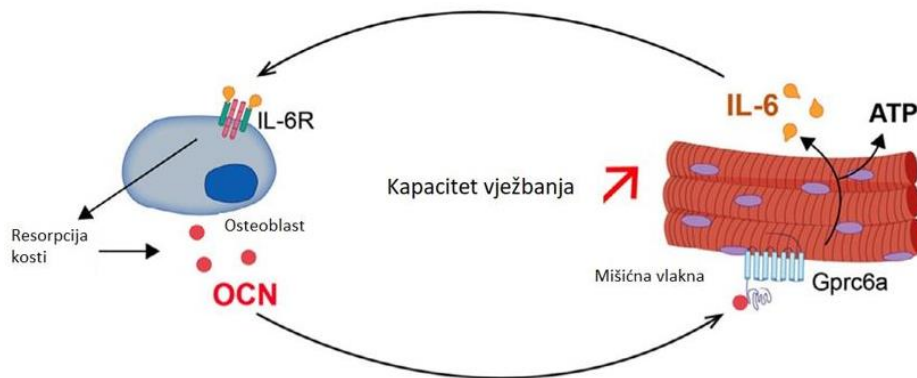 IL-6R
IL-6
ATP
Kapacitet vježbanja
Osteoblast
Resorpcija
kosti
OCN
Mišićna vlakna
Gprc6a